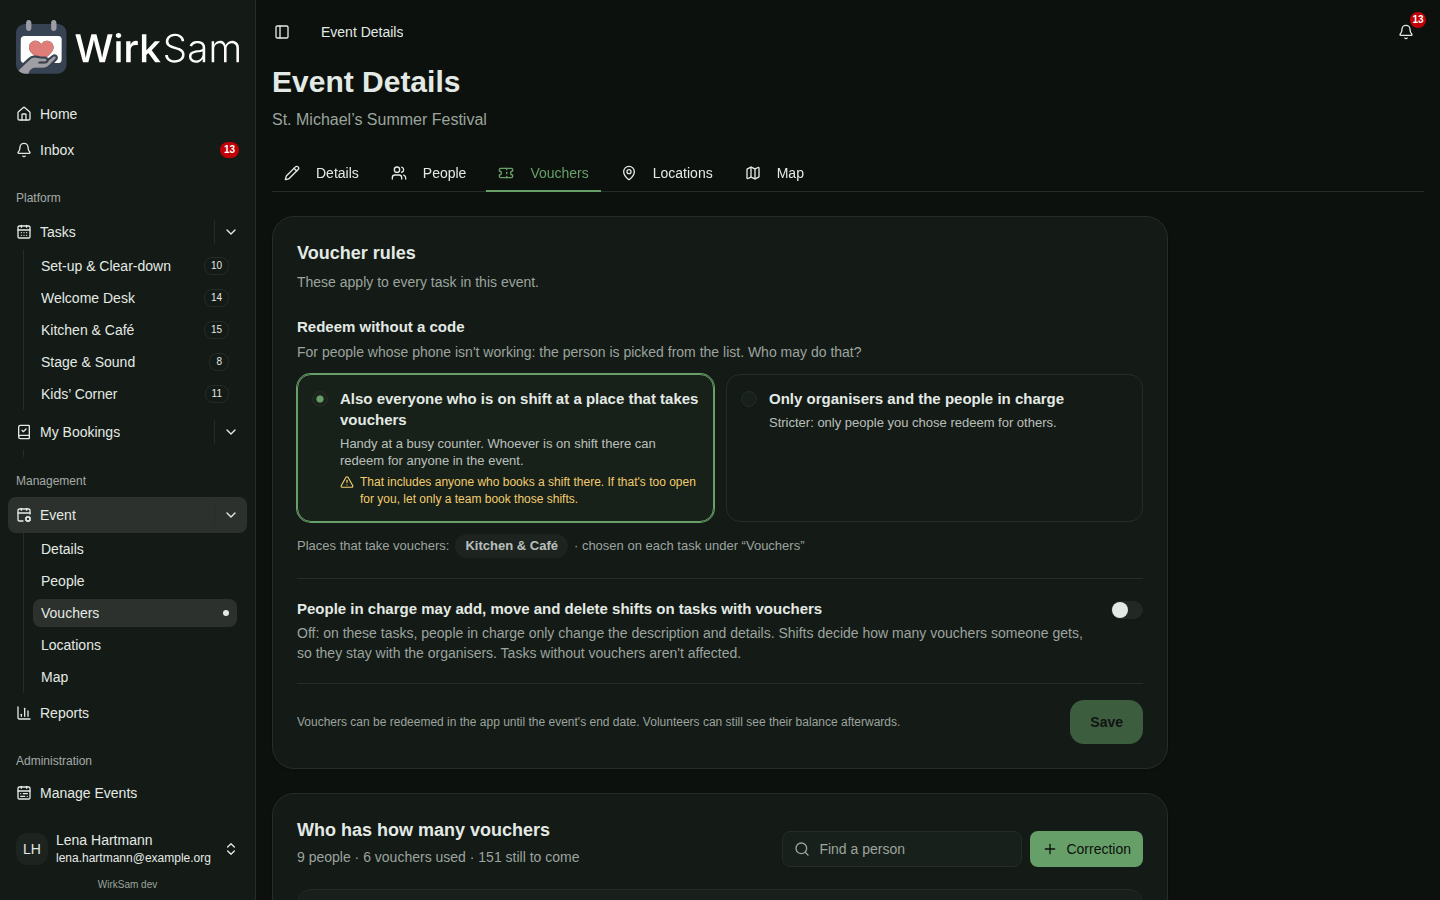 WirkSam
Home
Inbox
13
Platform
Tasks
Set-up & Clear-down
10
Welcome Desk
14
Kitchen & Café
15
Stage & Sound
8
Kids’ Corner
11
My Bookings
Management
Event
Details
People
Vouchers
Locations
Map
Reports
Administration
Manage Events
LH
Lena Hartmann
lena.hartmann@example.org
WirkSam dev
Event Details
13
Event Details
St. Michael’s Summer Festival
Details
People
Vouchers
Locations
Map
Voucher rules
These apply to every task in this event.
Redeem without a code
For people whose phone isn't working: the person is picked from the list. Who may do that?
Also everyone who is on shift at a place that takes
vouchers
Handy at a busy counter. Whoever is on shift there can
redeem for anyone in the event.
That includes anyone who books a shift there. If that's too open
for you, let only a team book those shifts.
Only organisers and the people in charge
Stricter: only people you chose redeem for others.
Places that take vouchers: Kitchen & Café · chosen on each task under “Vouchers”
People in charge may add, move and delete shifts on tasks with vouchers
Off: on these tasks, people in charge only change the description and details. Shifts decide how many vouchers someone gets,
so they stay with the organisers. Tasks without vouchers aren't affected.
Vouchers can be redeemed in the app until the event's end date. Volunteers can still see their balance afterwards.
Save
Who has how many vouchers
9 people · 6 vouchers used · 151 still to come
Find a person
Correction